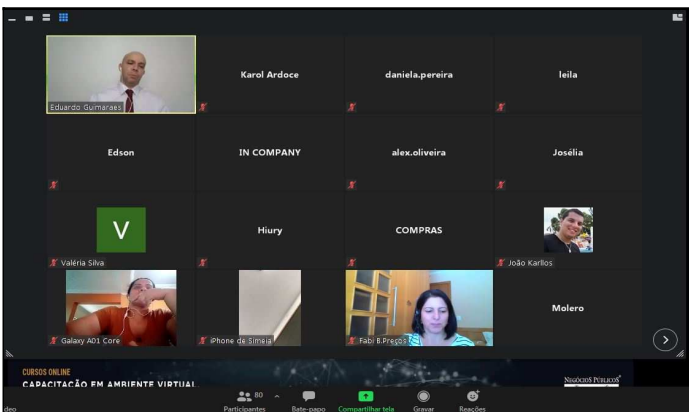 Karol Ardoce
daniela.pereira
leila
Eduardo Guimaraes
Edson
IN COMPANY
alex.oliveira
Josélia
V
Hiury
COMPRAS
Valéria Silva
João Karllos
Molero
Galaxy A01 Core
iPhone de Simeia
Fabi B.Preços
CURSOS ONLINE
CAPACITAÇÃO EM AMBIENTE VIRTUAL
NEGÓCIOS PÚBLICOS
80
deo
Participantes
Bate-papo
Compartilhar tela
Gravar
Reações